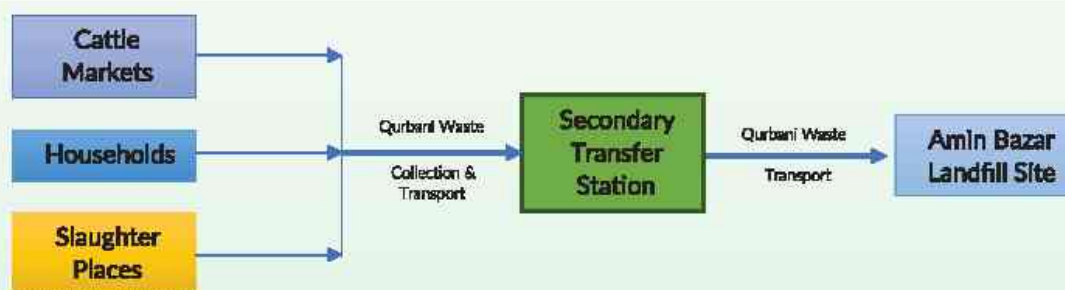 Cattle
Markets
Households
Slaughter
Places
Qurbani Waste
Collection &
Transport
Secondary
Transfer
Station
Qurbani Waste
Transport
Amin Bazar
Landfill Site